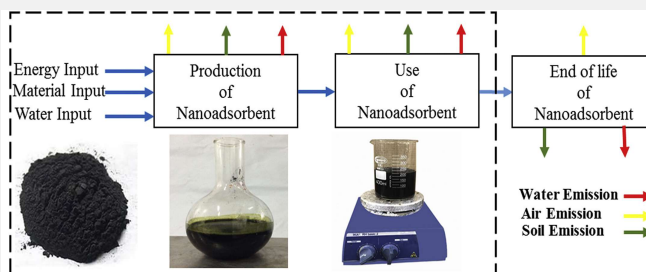 Energy Input
Material Input
Water Input
Production
of
Nanoadsorbent
Use
of
Nanoadsorbent
End of life
of
Nanoadsorbent
Water Emission
Air Emission
Soil Emission